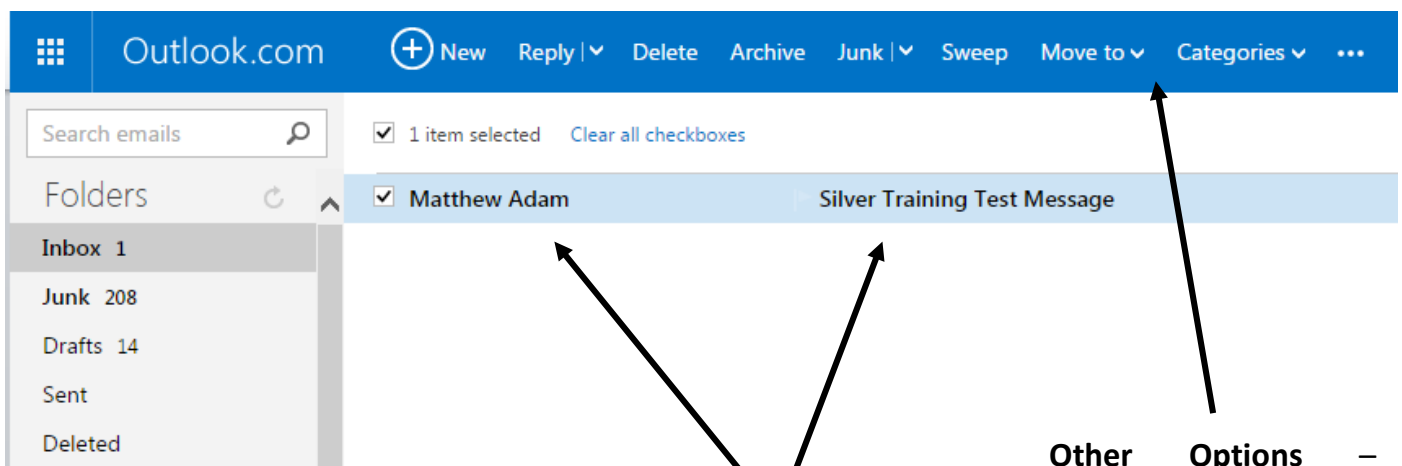 Outlook.com New Reply Delete Archive Junk Sweep Move to Categories •••
Search emails
1 item selected Clear all checkboxes
Folders
Matthew Adam Silver Training Test Message
Inbox 1
Junk 208
Drafts 14
Sent
Deleted
Other Options –